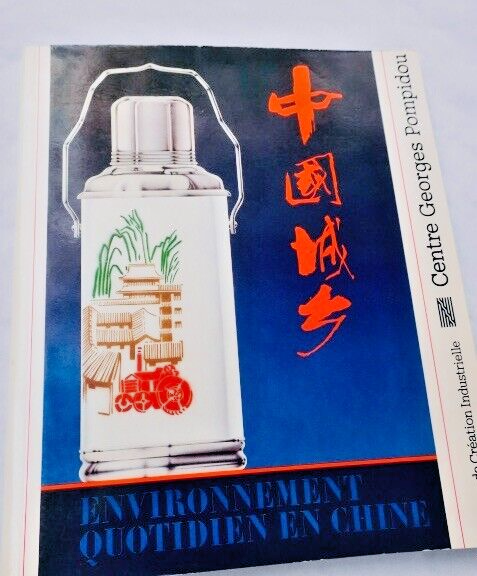 中國城乡
ENVIRONNEMENT
QUOTIDIEN EN CHINE
de Création Industrielle
Centre Georges Pompidou